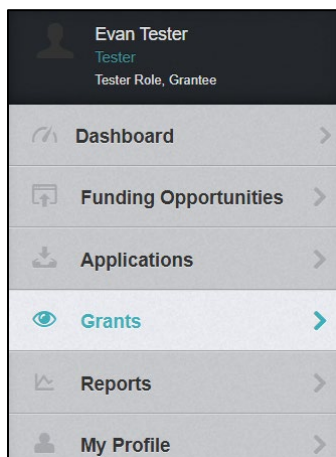 Evan Tester
Tester
Tester Role, Grantee
Dashboard
Funding Opportunities
Applications
Grants
Reports
My Profile